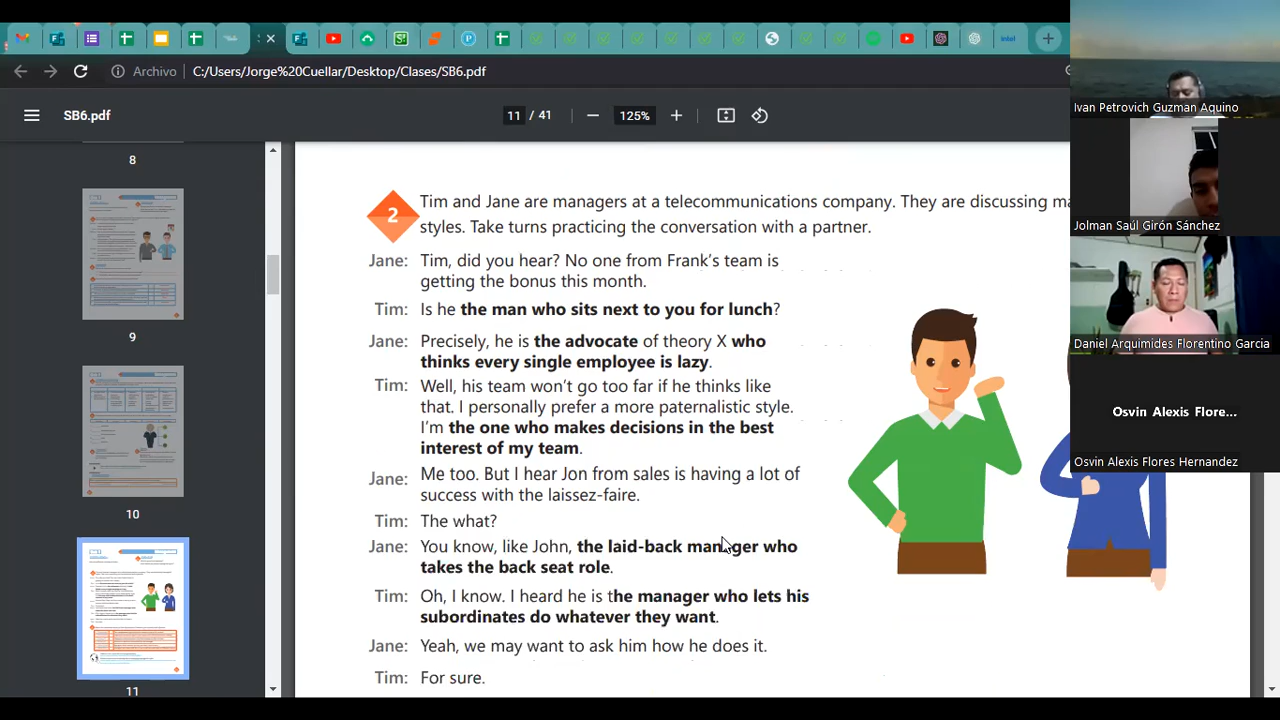 Archivo
C:/Users/Jorge%20Cuellar/Desktop/Clases/SB6.pdf
SB6.pdf
11 / 41
125%
8
9
10
11
2
Tim and Jane are managers at a telecommunications company. They are discussing
styles. Take turns practicing the conversation with a partner.
Jane: Tim, did you hear? No one from Frank's team is
getting the bonus this month.
Tim: Is he the man who sits next to you for lunch?
Jane: Precisely, he is the advocate of theory X who
thinks every single employee is lazy.
Tim: Well, his team won't go too far if he thinks like
that. I personally prefer a more paternalistic style.
I'm the one who makes decisions in the best
interest of my team.
Jane: Me too. But I hear Jon from sales is having a lot of
success with the laissez-faire.
Tim: The what?
Jane: You know, like John, the laid-back manager who
takes the back seat role.
Tim: Oh, I know. I heard he is the manager who lets his
subordinates do whatever they want.
Jane: Yeah, we may want to ask him how he does it.
Tim: For sure.
Ivan Petrovich Guzman Aquino
Jolman Saúl Girón Sánchez
Daniel Arquimides Florentino Garcia
Osvin Alexis Flore...
Osvin Alexis Flores Hernandez